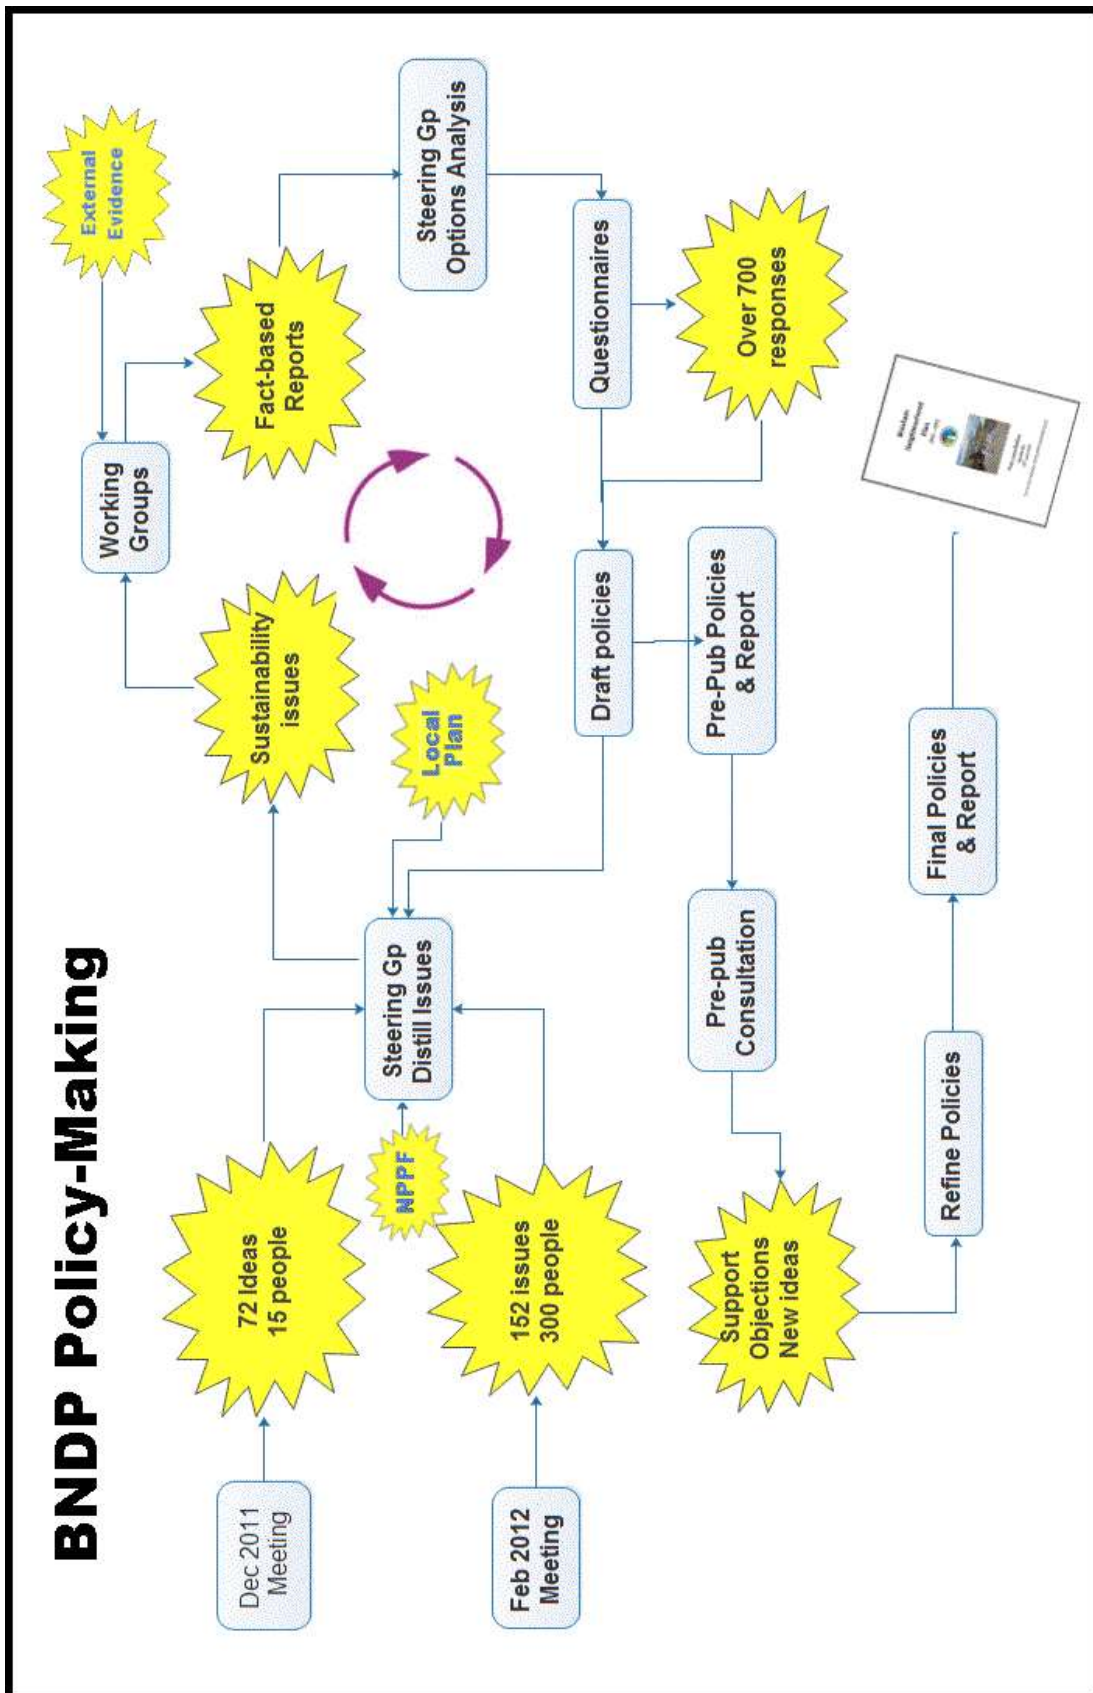 BNDP Policy-Making
Dec 2011
Meeting
72 Ideas
15 people
Feb 2012
Meeting
152 issues
300 people
NPPF
Steering Gp
Distill Issues
Local
Plan
Sustainability
issues
Working
Groups
External
Evidence
Fact-based
Reports
Steering Gp
Options Analysis
Questionnaires
Over 700
responses
Draft policies
Pre-Pub Policies
& Report
Pre-pub
Consultation
Support
Objections
New ideas
Refine Policies
Final Policies
& Report
Neighbourhood
Plan